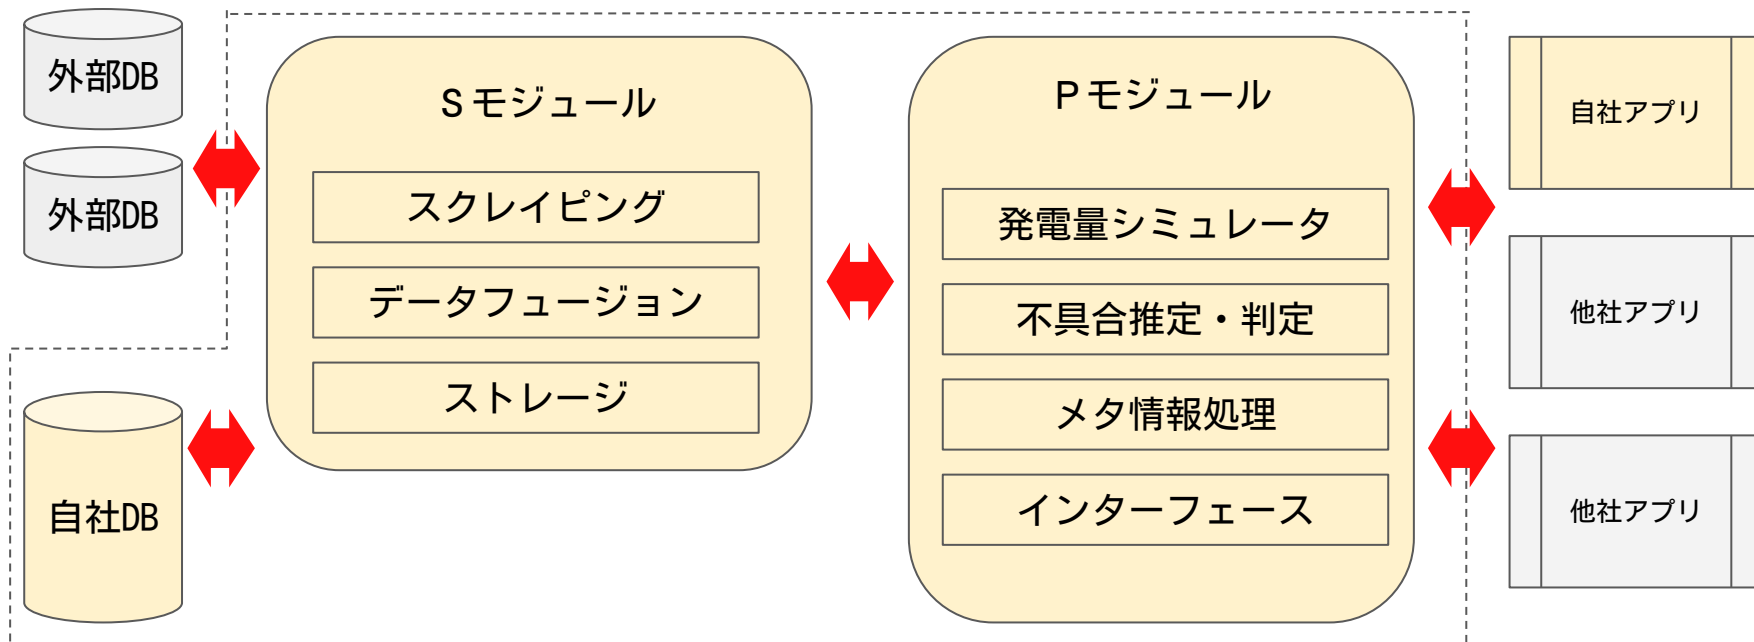 外部DB
外部DB
自社DB
Sモジュール
スクレイピング
データフュージョン
ストレージ
Pモジュール
発電量シミュレータ
不具合推定・判定
メタ情報処理
インターフェース
自社アプリ
他社アプリ
他社アプリ